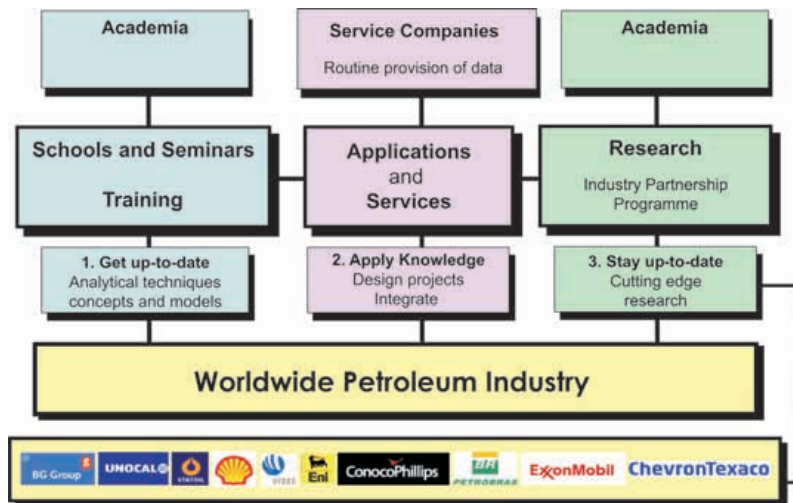 Academia
Service Companies
Routine provision of data
Academia
Schools and Seminars
Training
Applications
and
Services
Research
Industry Partnership
Programme
1. Get up-to-date
Analytical techniques
concepts and models
2. Apply Knowledge
Design projects
Integrate
3. Stay up-to-date
Cutting edge
research
Worldwide Petroleum Industry
BG Group
UNOCAL
STATOIL
Eni
ConocoPhillips
BR
PETROBRAS
ExxonMobil
ChevronTexaco